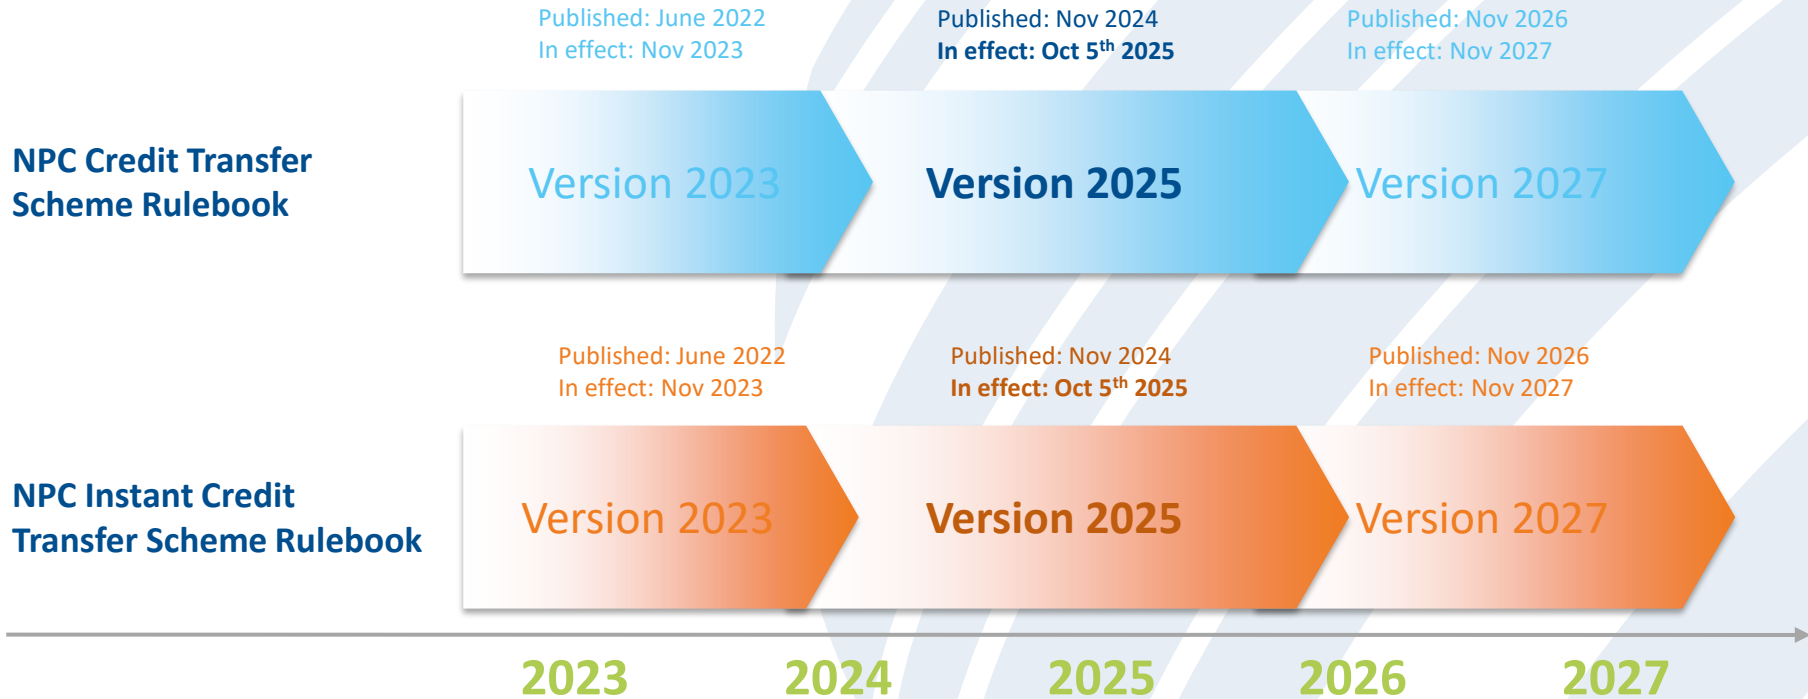 Published: June 2022
In effect: Nov 2023
Published: Nov 2024
In effect: Oct 5th 2025
Published: Nov 2026
In effect: Nov 2027
NPC Credit Transfer
Scheme Rulebook
Version 2023
Version 2025
Version 2027
Published: June 2022
In effect: Nov 2023
Published: Nov 2024
In effect: Oct 5th 2025
Published: Nov 2026
In effect: Nov 2027
NPC Instant Credit
Transfer Scheme Rulebook
Version 2023
Version 2025
Version 2027
2023
2024
2025
2026
2027